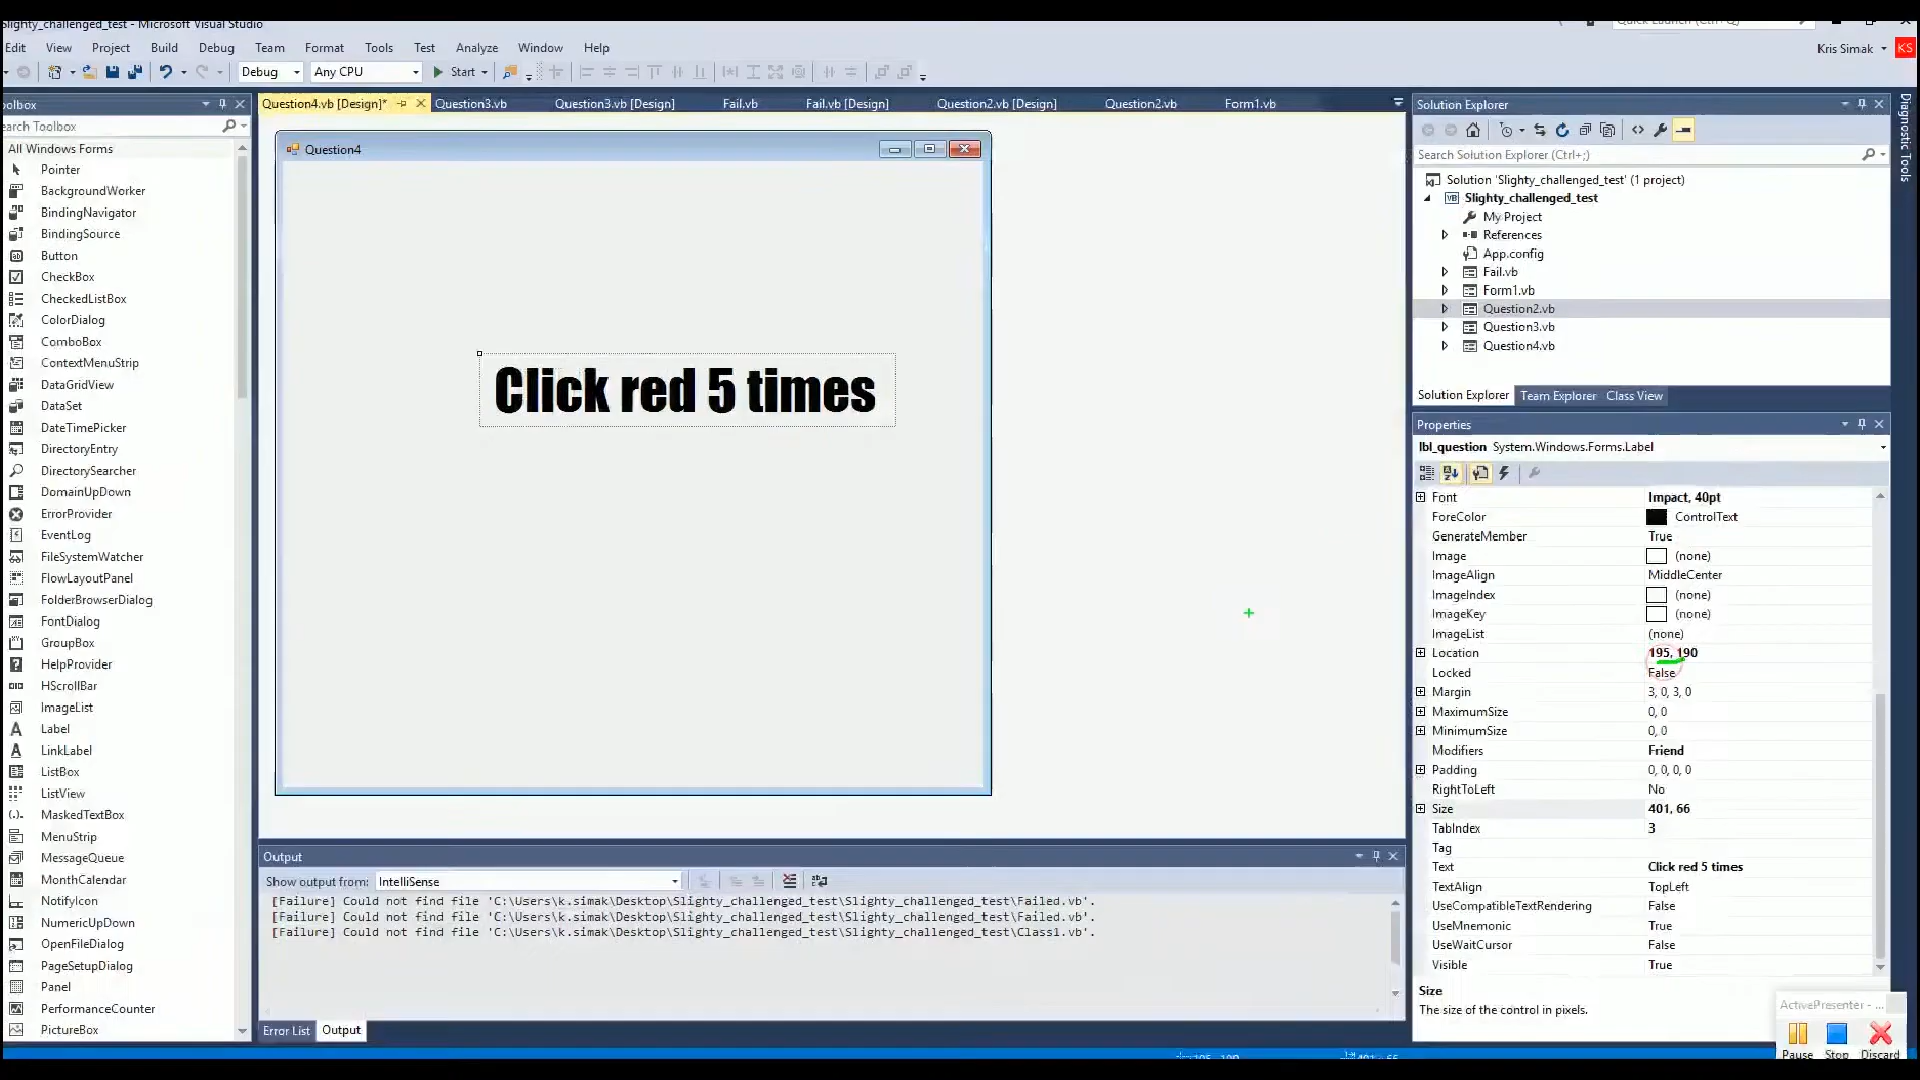 Slighty_challenged_test - Microsoft Visual Studio
Quick Launch (Ctrl+Q)
Edit View Project Build Debug Team Format Tools Test Analyze Window Help
Kris Simak KS
Debug Any CPU Start
oolbox
Question4.vb [Design]* Question3.vb Question3.vb [Design] Fail.vb Fail.vb [Design] Question2.vb [Design] Question2.vb Form1.vb
earch Toolbox
All Windows Forms
Pointer
BackgroundWorker
BindingNavigator
BindingSource
Button
CheckBox
CheckedListBox
ColorDialog
ComboBox
ContextMenuStrip
DataGridView
DataSet
DateTimePicker
DirectoryEntry
DirectorySearcher
DomainUpDown
ErrorProvider
EventLog
FileSystemWatcher
FlowLayoutPanel
FolderBrowserDialog
FontDialog
GroupBox
HelpProvider
HScrollBar
ImageList
Label
LinkLabel
ListBox
ListView
MaskedTextBox
MenuStrip
MessageQueue
MonthCalendar
NotifyIcon
NumericUpDown
OpenFileDialog
PageSetupDialog
Panel
PerformanceCounter
PictureBox
Question4
Click red 5 times
Output
Show output from: IntelliSense
[Failure] Could not find file 'C:\Users\k.simak\Desktop\Slighty_challenged_test\Slighty_challenged_test\Failed.vb'.
[Failure] Could not find file 'C:\Users\k.simak\Desktop\Slighty_challenged_test\Slighty_challenged_test\Failed.vb'.
[Failure] Could not find file 'C:\Users\k.simak\Desktop\Slighty_challenged_test\Slighty_challenged_test\Class1.vb'.
Error List Output
Solution Explorer
Search Solution Explorer (Ctrl+;)
Solution 'Slighty_challenged_test' (1 project)
VB Slighty_challenged_test
My Project
References
App.config
Fail.vb
Form1.vb
Question2.vb
Question3.vb
Question4.vb
Solution Explorer Team Explorer Class View
Diagnostic Tools
Properties
lbl_question System.Windows.Forms.Label
Font Impact, 40pt
ForeColor ControlText
GenerateMember True
Image (none)
ImageAlign MiddleCenter
ImageIndex (none)
ImageKey (none)
ImageList (none)
Location 195, 190
Locked False
Margin 3, 0, 3, 0
MaximumSize 0, 0
MinimumSize 0, 0
Modifiers Friend
Padding 0, 0, 0, 0
RightToLeft No
Size 401, 66
TabIndex 3
Tag
Text Click red 5 times
TextAlign TopLeft
UseCompatibleTextRendering False
UseMnemonic True
UseWaitCursor False
Visible True
Size
The size of the control in pixels.
ActivePresenter - ...
Pause Stop Discard